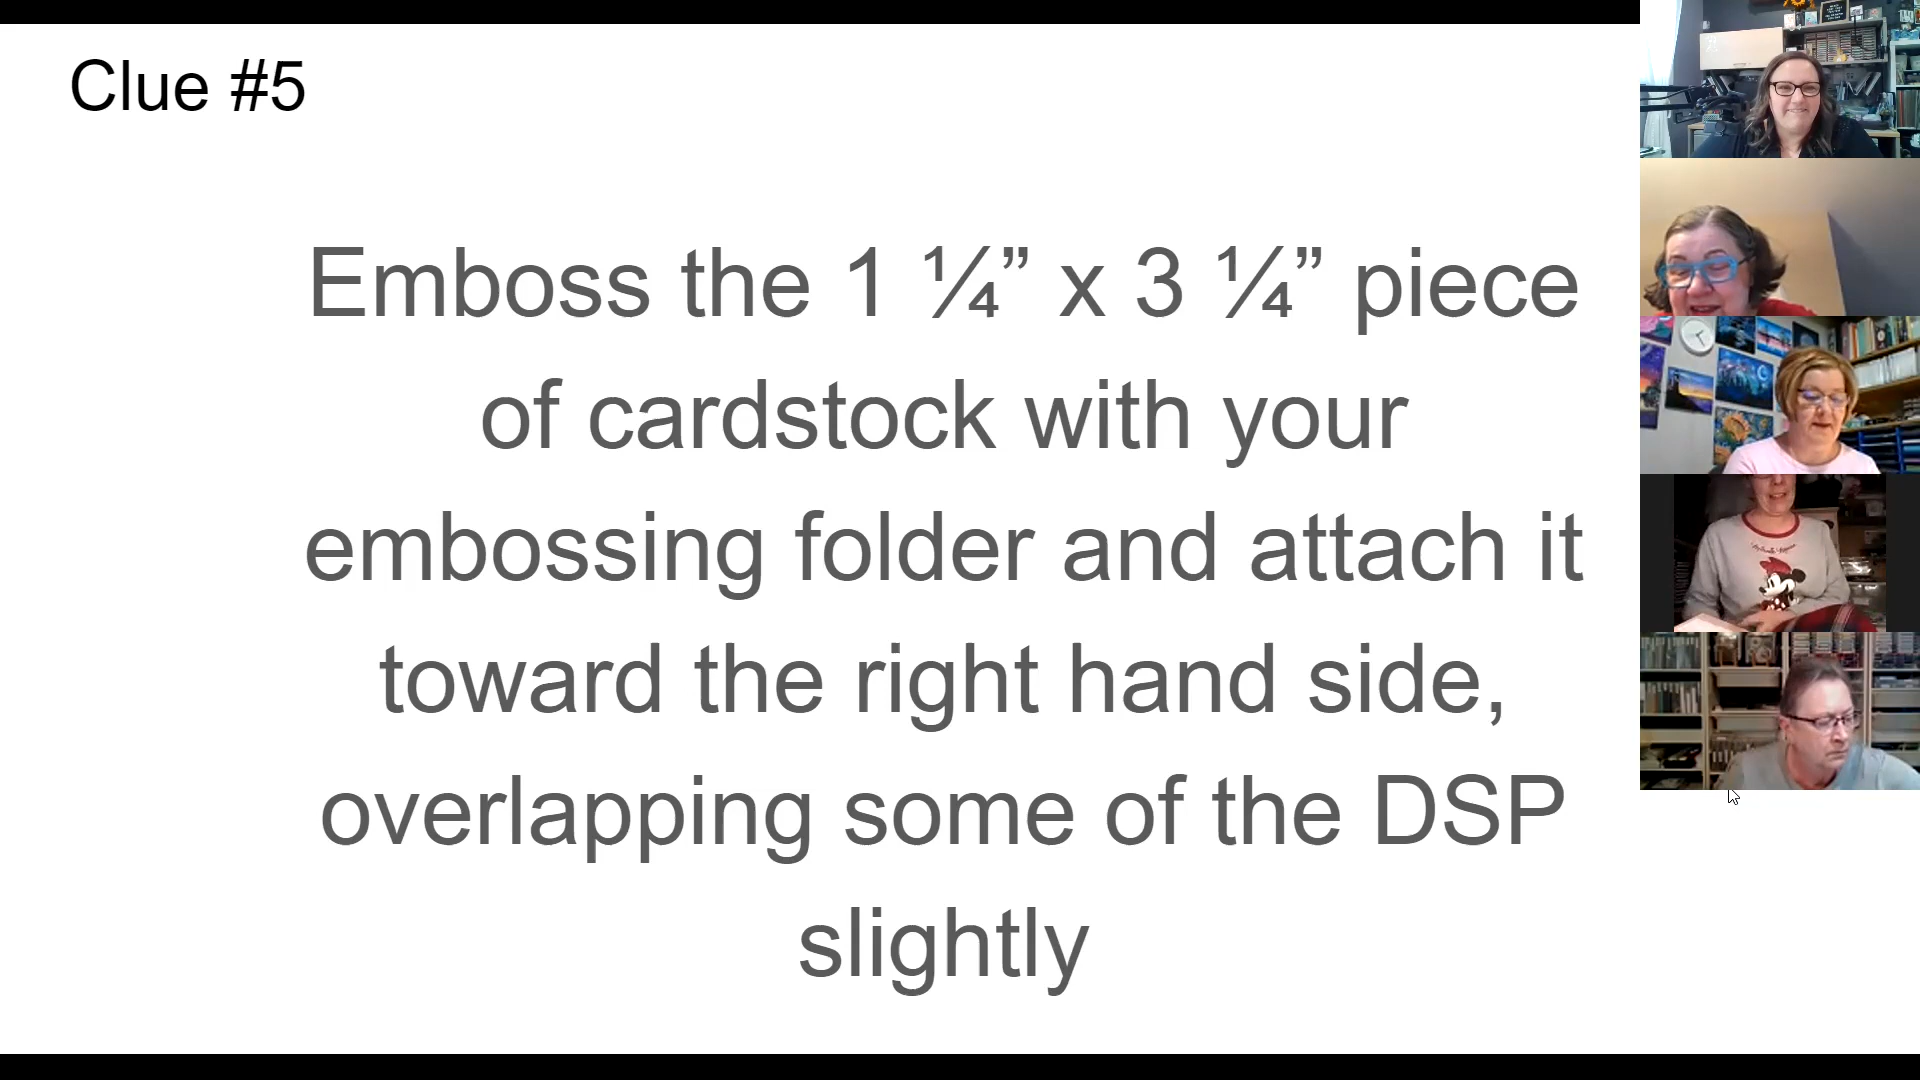 Clue #5
Emboss the 1 ¼” x 3 ¼” piece
of cardstock with your
embossing folder and attach it
toward the right hand side,
overlapping some of the DSP
slightly